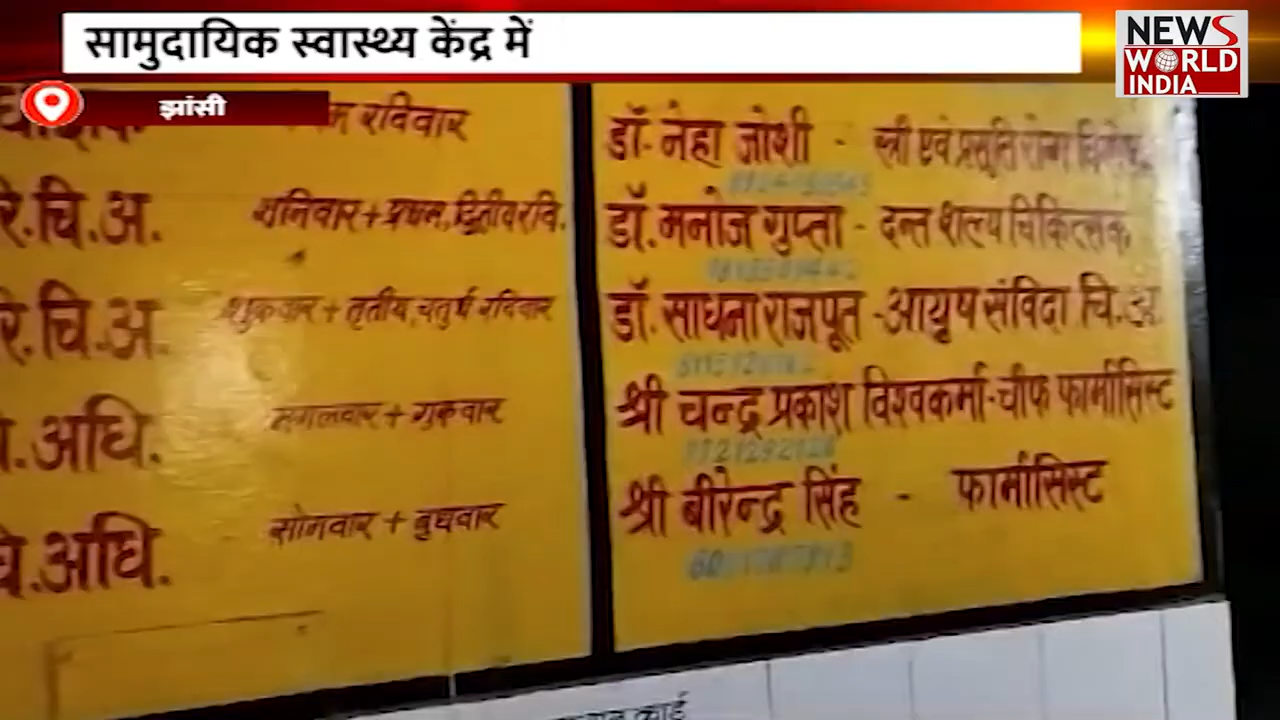 सामुदायिक स्वास्थ्य केंद्र में
NEWS
WORLD
INDIA
झांसी
रविवार
रे.चि.अ. शनिवार + प्रथम, द्वितीय रवि.
रे.चि.अ. शुक्रवार + तृतीय, चतुर्थ रविवार
अधि. मंगलवार + गुरुवार
अधि. सोमवार + बुधवार
डॉ. नेहा जोशी - स्त्री एवं प्रसूति रोग
डॉ. मनोज गुप्ता - दन्त शल्य चिकित्सक
डॉ. साधना राजपूत - आयुष संविदा चि.अ.
श्री चन्द्र प्रकाश विश्वकर्मा - चीफ फार्मासिस्ट
श्री बीरेन्द्र सिंह - फार्मासिस्ट